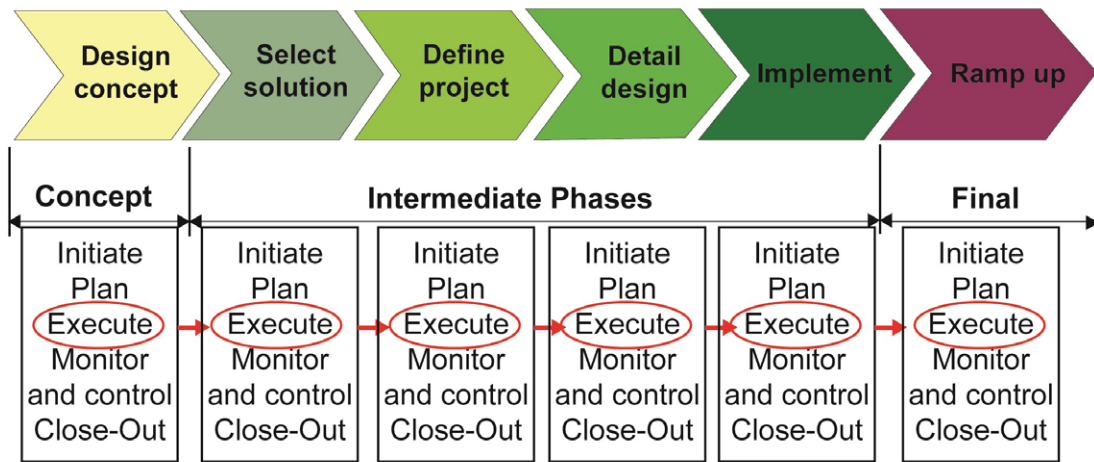 Design
concept
Select
solution
Define
project
Detail
design
Implement
Ramp up
Concept
Intermediate Phases
Final
Initiate
Plan
Execute
Monitor
and control
Close-Out
Initiate
Plan
Execute
Monitor
and control
Close-Out
Initiate
Plan
Execute
Monitor
and control
Close-Out
Initiate
Plan
Execute
Monitor
and control
Close-Out
Initiate
Plan
Execute
Monitor
and control
Close-Out
Initiate
Plan
Execute
Monitor
and control
Close-Out